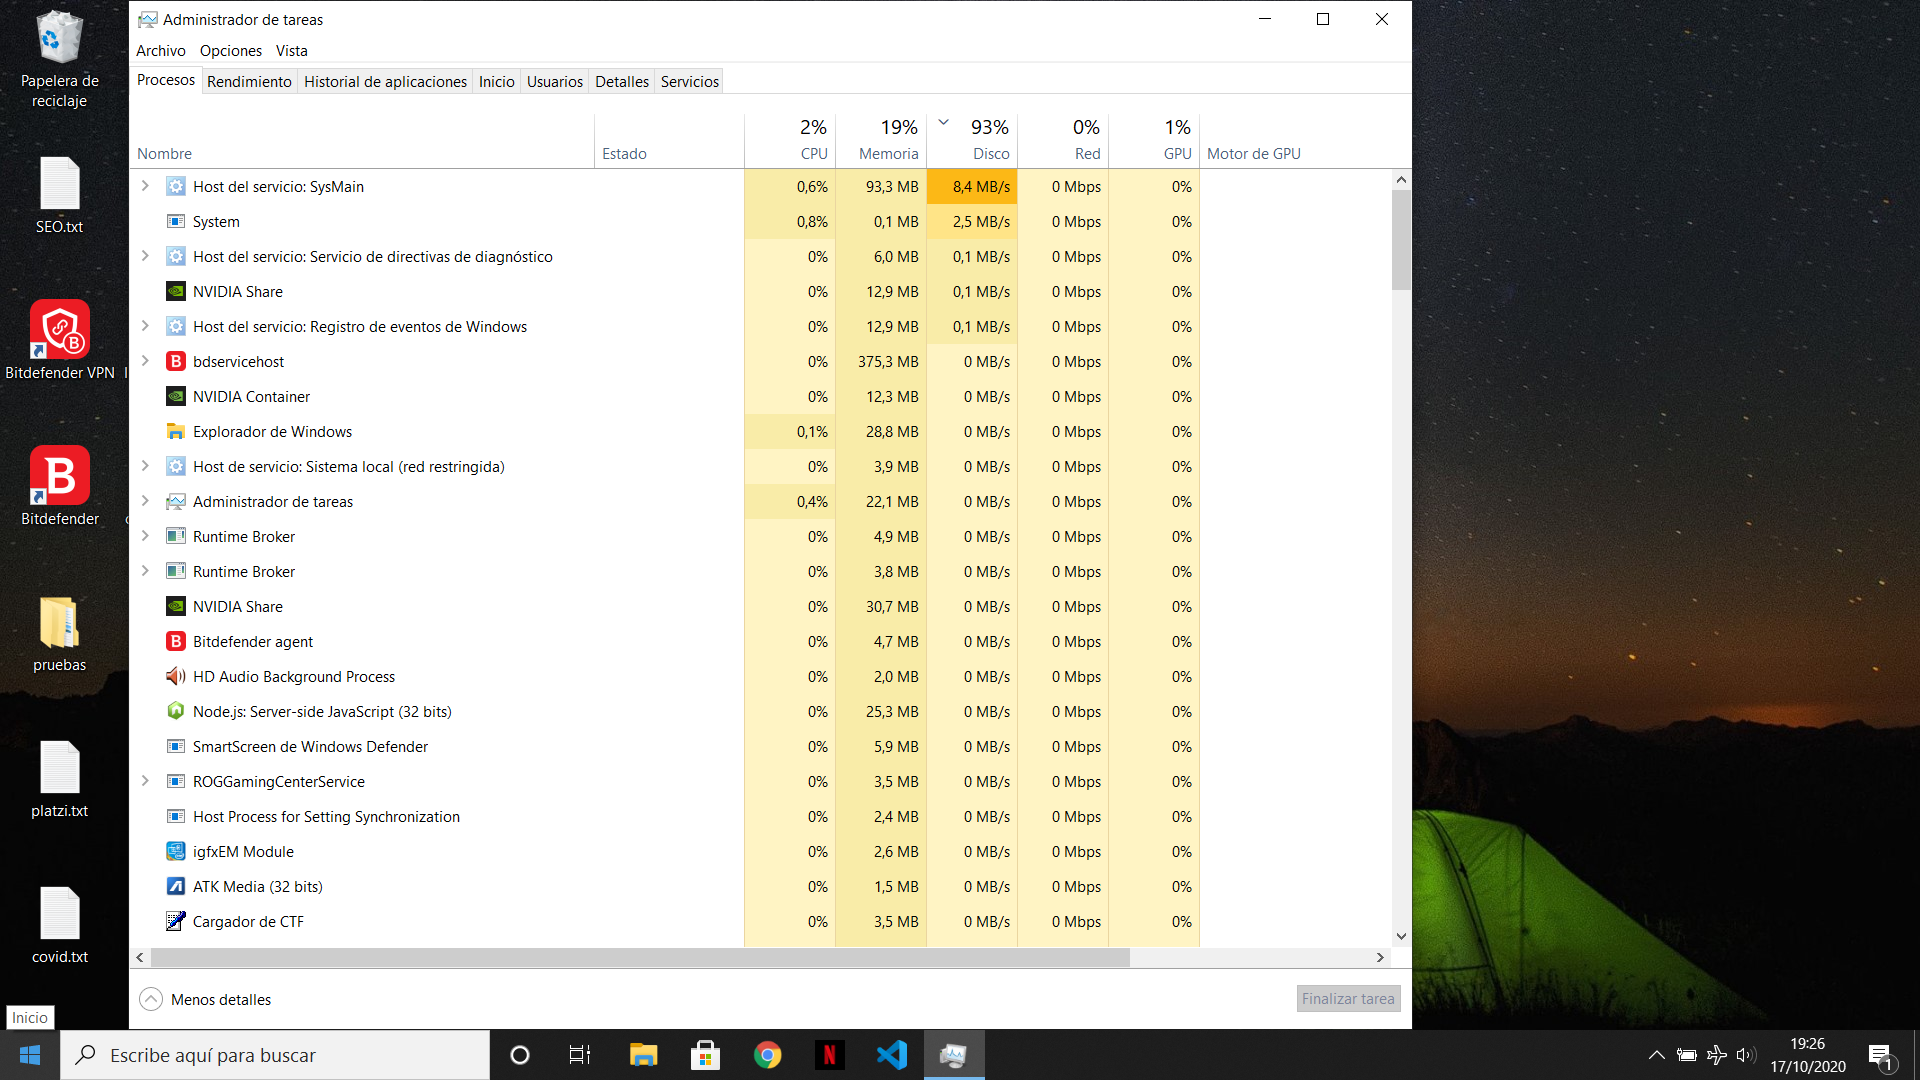 Administrador de tareas
Archivo Opciones Vista
Procesos Rendimiento Historial de aplicaciones Inicio Usuarios Detalles Servicios
2% 19% 93% 0% 1%
Nombre Estado CPU Memoria Disco Red GPU Motor de GPU
Host del servicio: SysMain 0,6% 93,3 MB 8,4 MB/s 0 Mbps 0%
System 0,8% 0,1 MB 2,5 MB/s 0 Mbps 0%
Host del servicio: Servicio de directivas de diagnóstico 0% 6,0 MB 0,1 MB/s 0 Mbps 0%
NVIDIA Share 0% 12,9 MB 0,1 MB/s 0 Mbps 0%
Host del servicio: Registro de eventos de Windows 0% 12,9 MB 0,1 MB/s 0 Mbps 0%
bdservicehost 0% 375,3 MB 0 MB/s 0 Mbps 0%
NVIDIA Container 0% 12,3 MB 0 MB/s 0 Mbps 0%
Explorador de Windows 0,1% 28,8 MB 0 MB/s 0 Mbps 0%
Host de servicio: Sistema local (red restringida) 0% 3,9 MB 0 MB/s 0 Mbps 0%
Administrador de tareas 0,4% 22,1 MB 0 MB/s 0 Mbps 0%
Runtime Broker 0% 4,9 MB 0 MB/s 0 Mbps 0%
Runtime Broker 0% 3,8 MB 0 MB/s 0 Mbps 0%
NVIDIA Share 0% 30,7 MB 0 MB/s 0 Mbps 0%
Bitdefender agent 0% 4,7 MB 0 MB/s 0 Mbps 0%
HD Audio Background Process 0% 2,0 MB 0 MB/s 0 Mbps 0%
Node.js: Server-side JavaScript (32 bits) 0% 25,3 MB 0 MB/s 0 Mbps 0%
SmartScreen de Windows Defender 0% 5,9 MB 0 MB/s 0 Mbps 0%
ROGGamingCenterService 0% 3,5 MB 0 MB/s 0 Mbps 0%
Host Process for Setting Synchronization 0% 2,4 MB 0 MB/s 0 Mbps 0%
igfxEM Module 0% 2,6 MB 0 MB/s 0 Mbps 0%
ATK Media (32 bits) 0% 1,5 MB 0 MB/s 0 Mbps 0%
Cargador de CTF 0% 3,5 MB 0 MB/s 0 Mbps 0%
Menos detalles
Finalizar tarea
Papelera de
reciclaje
SEO.txt
Bitdefender VPN
Bitdefender
pruebas
platzi.txt
covid.txt
Inicio
Escribe aquí para buscar
19:26
17/10/2020
1